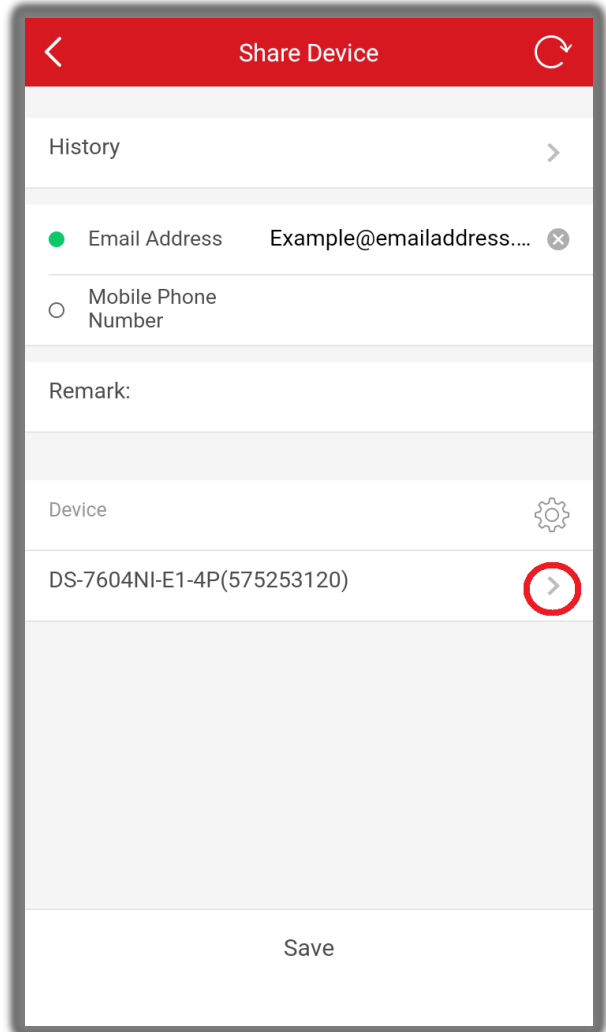 Share Device
History
Email Address Example@emailaddress....
Mobile Phone
Number
Remark:
Device
DS-7604NI-E1-4P(575253120)
Save